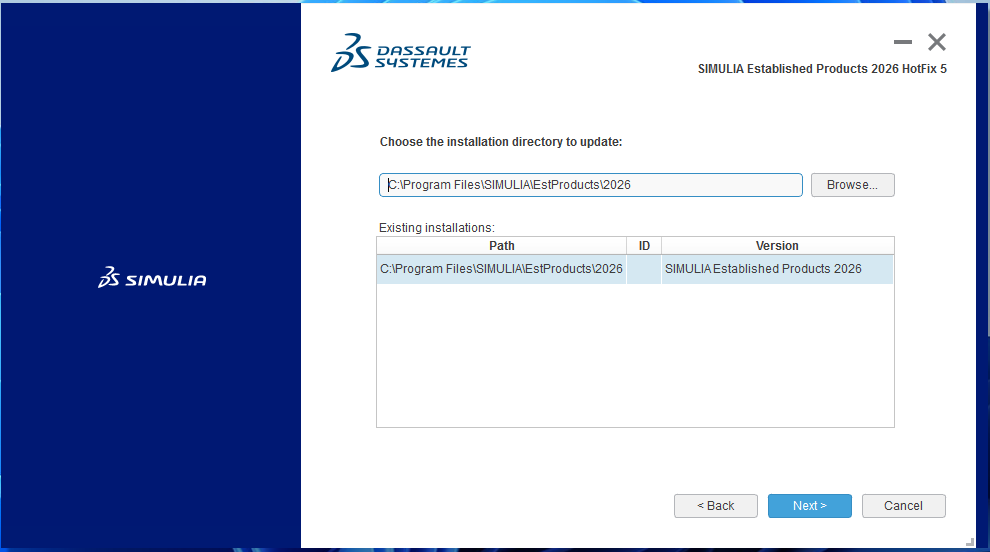 DASSAULT
SYSTEMES
SIMULIA Established Products 2026 HotFix 5
Choose the installation directory to update:
C:\Program Files\SIMULIA\EstProducts\2026
Browse...
Existing installations:
Path ID Version
C:\Program Files\SIMULIA\EstProducts\2026 SIMULIA Established Products 2026
SIMULIA
< Back Next > Cancel